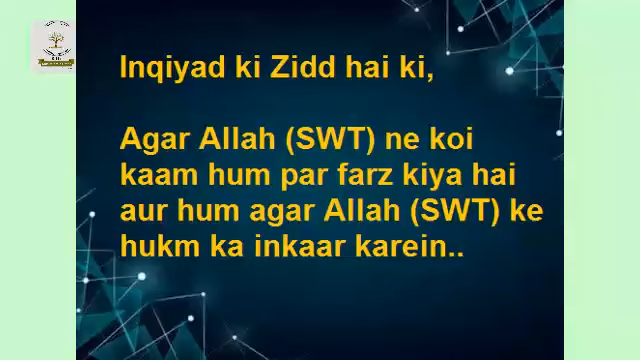 Inqiyad ki Zidd hai ki,
Agar Allah (SWT) ne koi
kaam hum par farz kiya hai
aur hum agar Allah (SWT) ke
hukm ka inkaar karein..